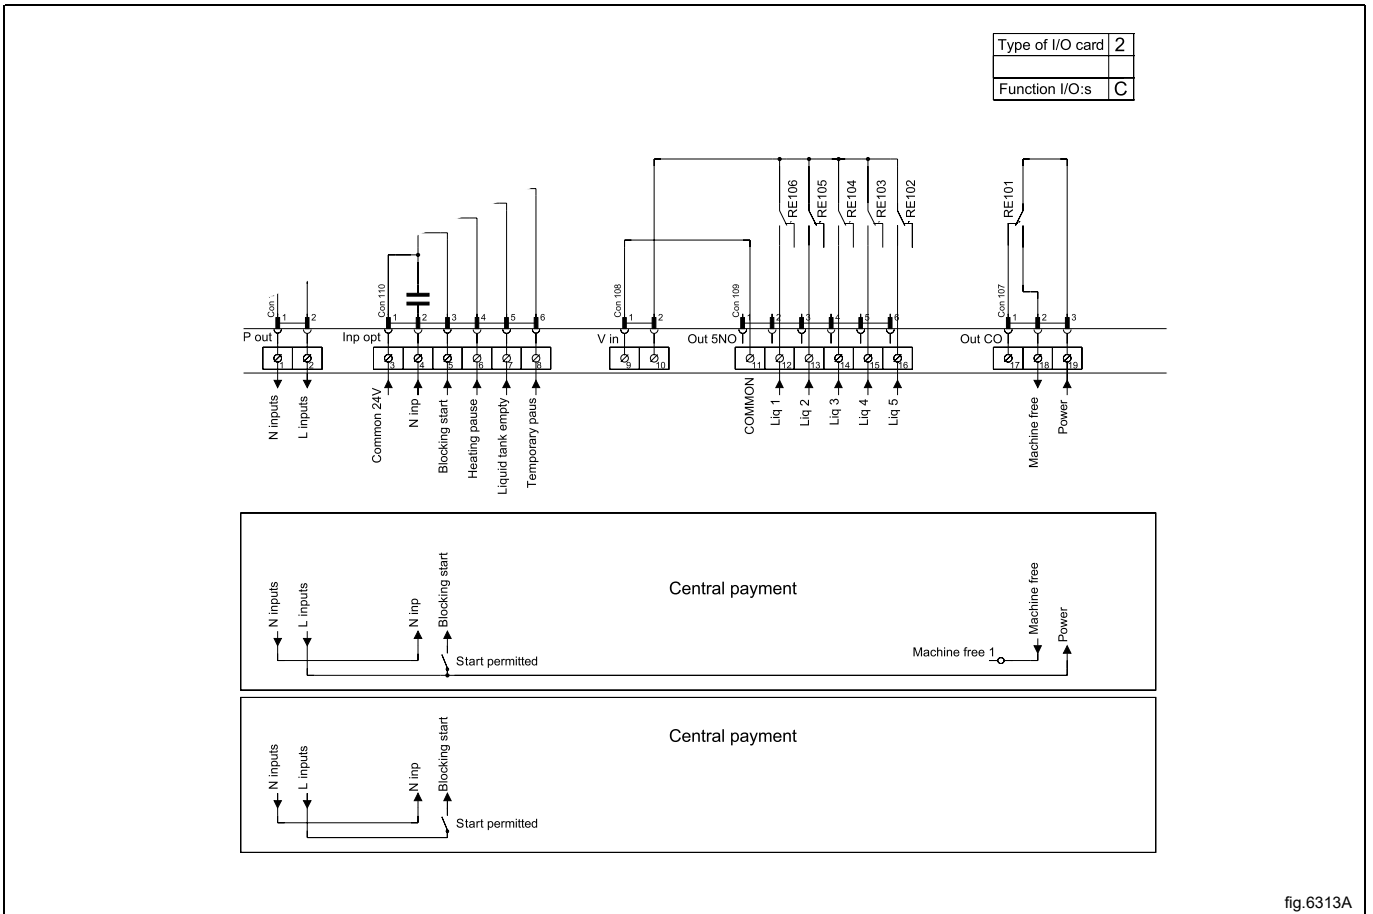 Type of I/O card 2
Function I/O:s C
RE106
RE105
RE104
RE103
RE102
RE101
Con 110
Con 108
Con 109
Con 107
1 2
1 2 3 4 5 6
1 2
1 2 3 4 5 6
1 2 3
P out
Inp opt
V in
Out 5NO
Out CO
1 2 3 4 5 6 7 8 9 10 11 12 13 14 15 16 17 18 19
N inputs
L inputs
Common 24V
N inp
Blocking start
Heating pause
Liquid tank empty
Temporary paus
COMMON
Liq 1
Liq 2
Liq 3
Liq 4
Liq 5
Machine free
Power
Central payment
N inputs
L inputs
N inp
Blocking start
Start permitted
Machine free 1
Machine free
Power
Central payment
N inputs
L inputs
N inp
Blocking start
Start permitted
fig.6313A